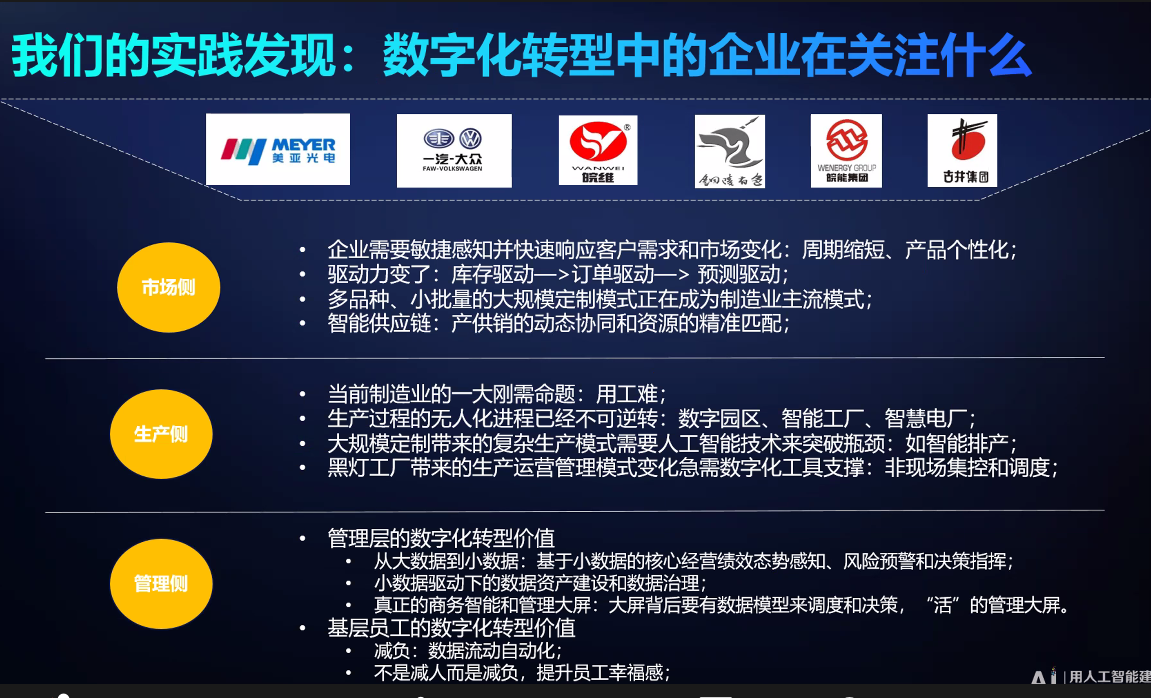 我们的实践发现：数字化转型中的企业在关注什么
MEYER
美亚光电
一汽-大众
FAW-VOLKSWAGEN
®
WANWEI
皖维
铜陵有色
WENERGY GROUP
皖能集团
古井集团
市场侧
• 企业需要敏捷感知并快速响应客户需求和市场变化：周期缩短、产品个性化；
• 驱动力变了：库存驱动—>订单驱动—> 预测驱动；
• 多品种、小批量的大规模定制模式正在成为制造业主流模式；
• 智能供应链：产供销的动态协同和资源的精准匹配；
生产侧
• 当前制造业的一大刚需命题：用工难；
• 生产过程的无人化进程已经不可逆转：数字园区、智能工厂、智慧电厂；
• 大规模定制带来的复杂生产模式需要人工智能技术来突破瓶颈：如智能排产；
• 黑灯工厂带来的生产运营管理模式变化急需数字化工具支撑：非现场集控和调度；
管理侧
• 管理层的数字化转型价值
• 从大数据到小数据：基于小数据的核心经营绩效态势感知、风险预警和决策指挥；
• 小数据驱动下的数据资产建设和数据治理；
• 真正的商务智能和管理大屏：大屏背后要有数据模型来调度和决策，“活”的管理大屏。
• 基层员工的数字化转型价值
• 减负：数据流动自动化；
• 不是减人而是减负，提升员工幸福感；
Ai | 用人工智能建